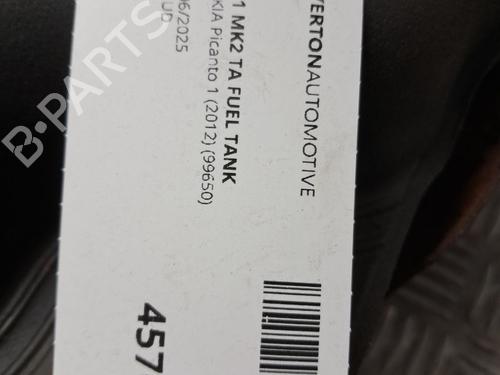 VERTONAUTOMOTIVE
1 MK2 TA FUEL TANK
KIA Picanto 1 (2012) (99650)
06/2025
UD
457
B-PARTS